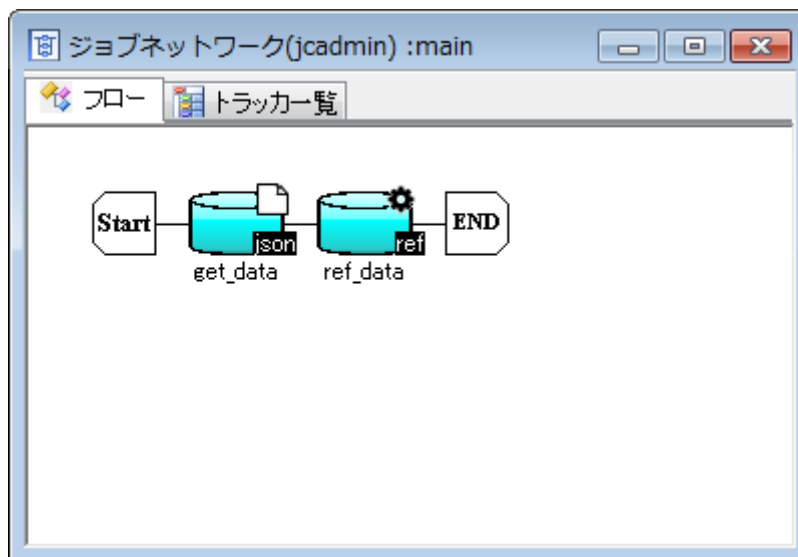 ジョブネットワーク(jcadmin) :main
フロー トラッカ一覧
Start json ref END
get_data ref_data